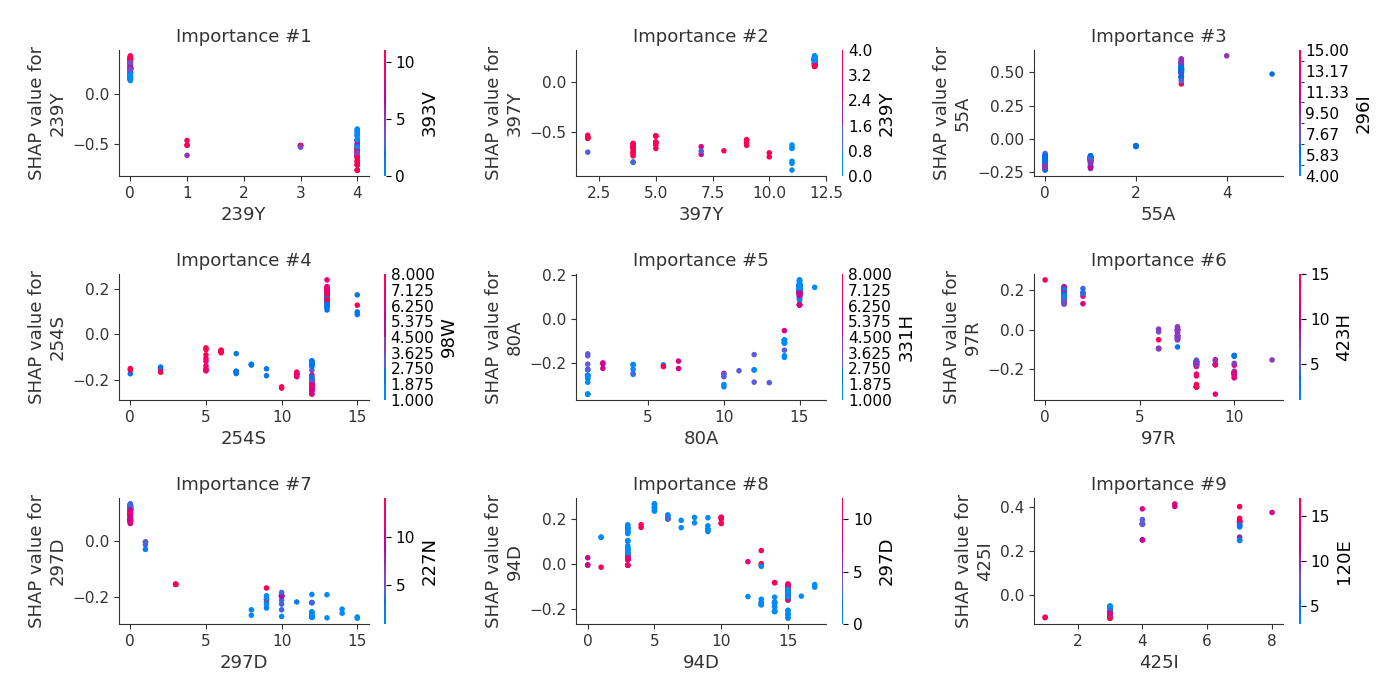 Importance #1
SHAP value for
239Y
0.0
−0.5
0
1
2
3
4
239Y
10
5
0
393V
Importance #2
SHAP value for
397Y
0.0
−0.5
2.5
5.0
7.5
10.0
12.5
397Y
4.0
3.2
2.4
1.6
0.8
0.0
239Y
Importance #3
SHAP value for
55A
0.50
0.25
0.00
−0.25
0
2
4
55A
15.00
13.17
11.33
9.50
7.67
5.83
4.00
296I
Importance #4
SHAP value for
254S
0.2
0.0
−0.2
0
5
10
15
254S
8.000
7.125
6.250
5.375
4.500
3.625
2.750
1.875
1.000
98W
Importance #5
SHAP value for
80A
0.2
0.0
−0.2
5
10
15
80A
8.000
7.125
6.250
5.375
4.500
3.625
2.750
1.875
1.000
331H
Importance #6
SHAP value for
97R
0.2
0.0
−0.2
0
5
10
97R
15
10
5
423H
Importance #7
SHAP value for
297D
0.0
−0.2
0
5
10
15
297D
10
5
227N
Importance #8
SHAP value for
94D
0.2
0.0
−0.2
0
5
10
15
94D
10
5
0
297D
Importance #9
SHAP value for
425I
0.4
0.2
0.0
2
4
6
8
425I
15
10
5
120E